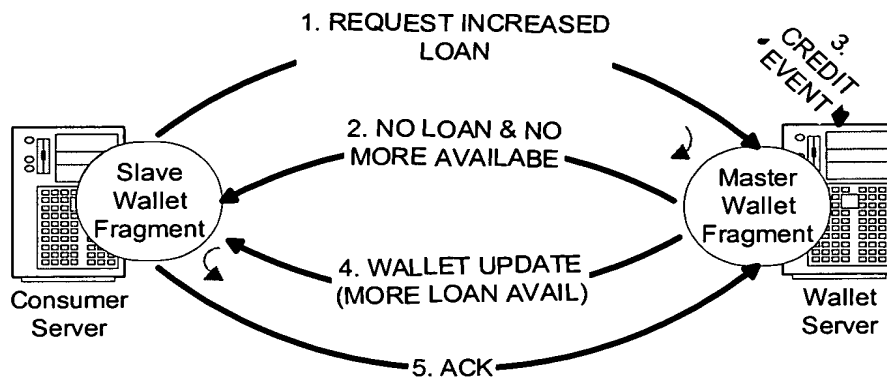 1. REQUEST INCREASED
LOAN
3.
CREDIT
EVENT
2. NO LOAN & NO
MORE AVAILABE
Slave
Wallet
Fragment
Master
Wallet
Fragment
4. WALLET UPDATE
(MORE LOAN AVAIL)
Consumer
Server
Wallet
Server
5. ACK